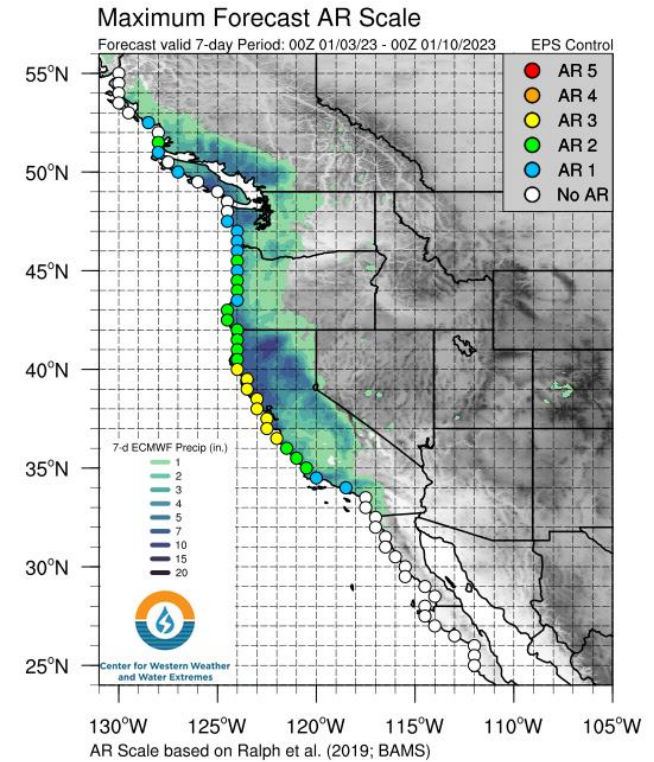 Maximum Forecast AR Scale
Forecast valid 7-day Period: 00Z 01/03/23 - 00Z 01/10/2023 EPS Control
AR 5
AR 4
AR 3
AR 2
AR 1
No AR
55°N
50°N
45°N
40°N
35°N
30°N
25°N
7-d ECMWF Precip (in.)
1
2
3
4
5
7
10
15
20
Center for Western Weather
and Water Extremes
130°W 125°W 120°W 115°W 110°W 105°W
AR Scale based on Ralph et al. (2019; BAMS)